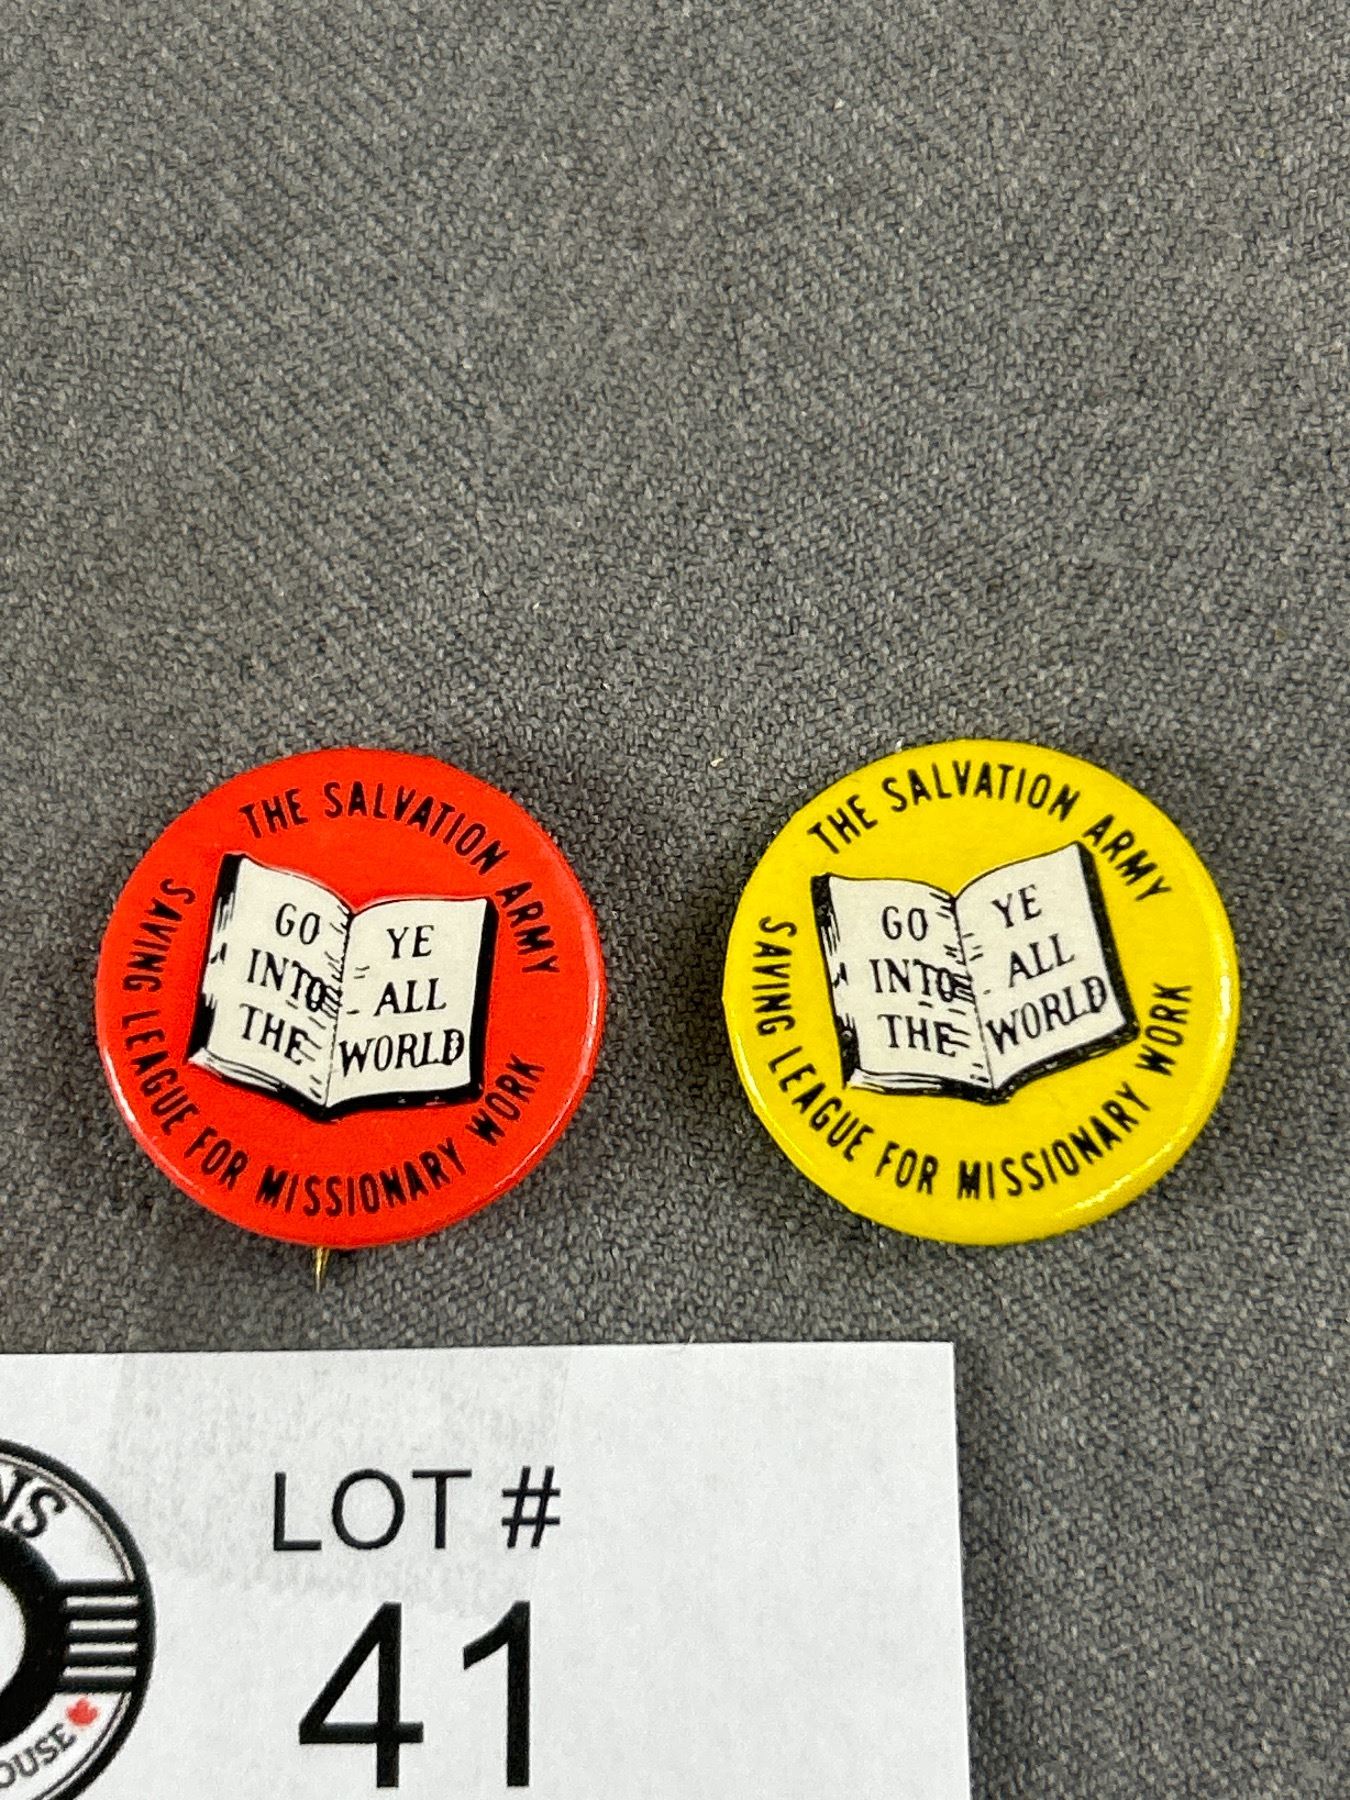 THE SALVATION ARMY
GO
INTO
THE
YE
ALL
WORLD
SAVING LEAGUE FOR MISSIONARY WORK
THE SALVATION ARMY
GO
INTO
THE
YE
ALL
WORLD
SAVING LEAGUE FOR MISSIONARY WORK
LOT #
41